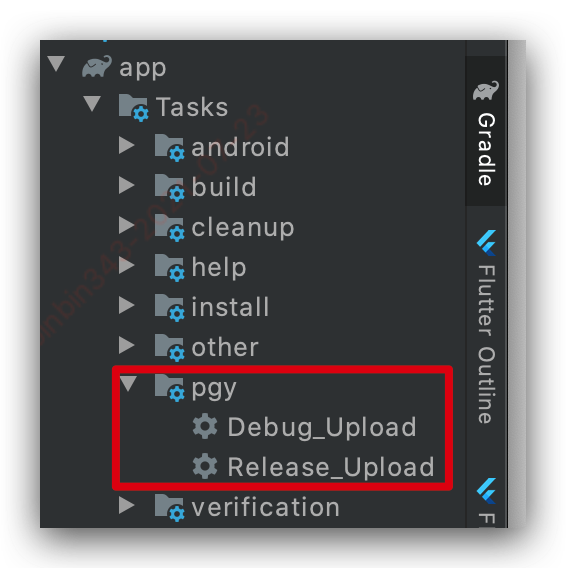 app
Tasks
android
build
cleanup
help
install
other
pgy
Debug_Upload
Release_Upload
verification
Gradle
Flutter Outline